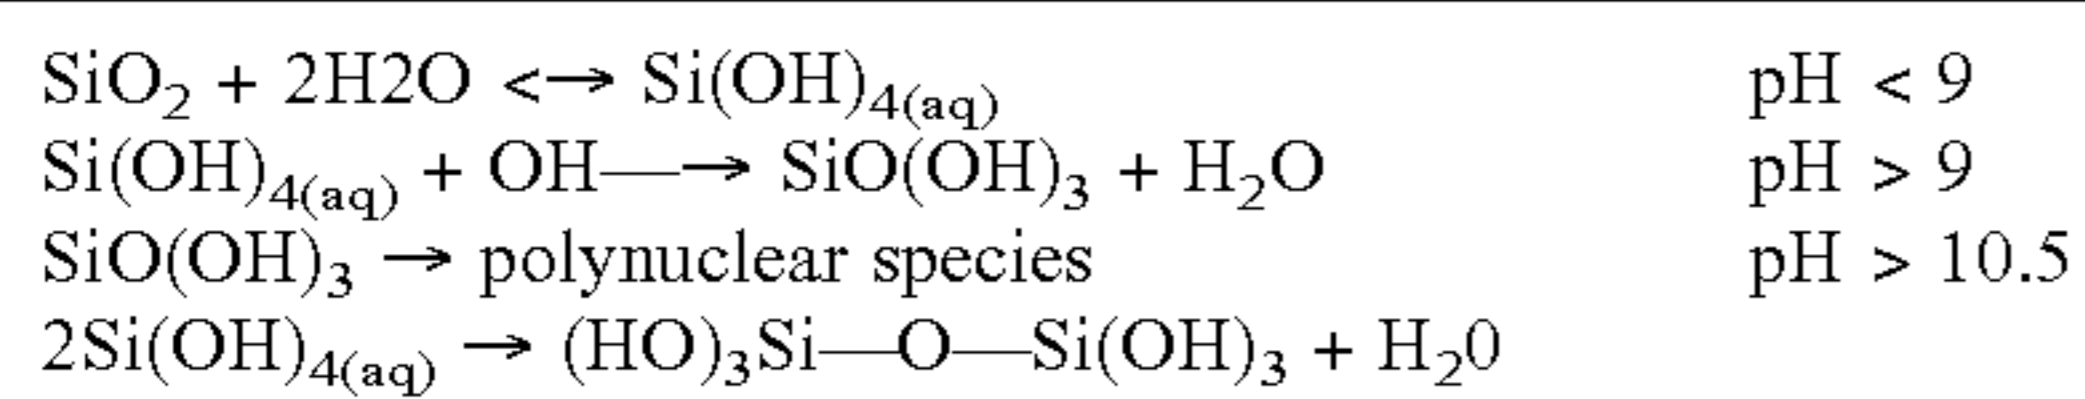 SiO₂ + 2H2O <→ Si(OH)₄₍aq₎ pH < 9
Si(OH)₄₍aq₎ + OH—→ SiO(OH)₃ + H₂O pH > 9
SiO(OH)₃ → polynuclear species pH > 10.5
2Si(OH)₄₍aq₎ → (HO)₃Si—O—Si(OH)₃ + H₂0